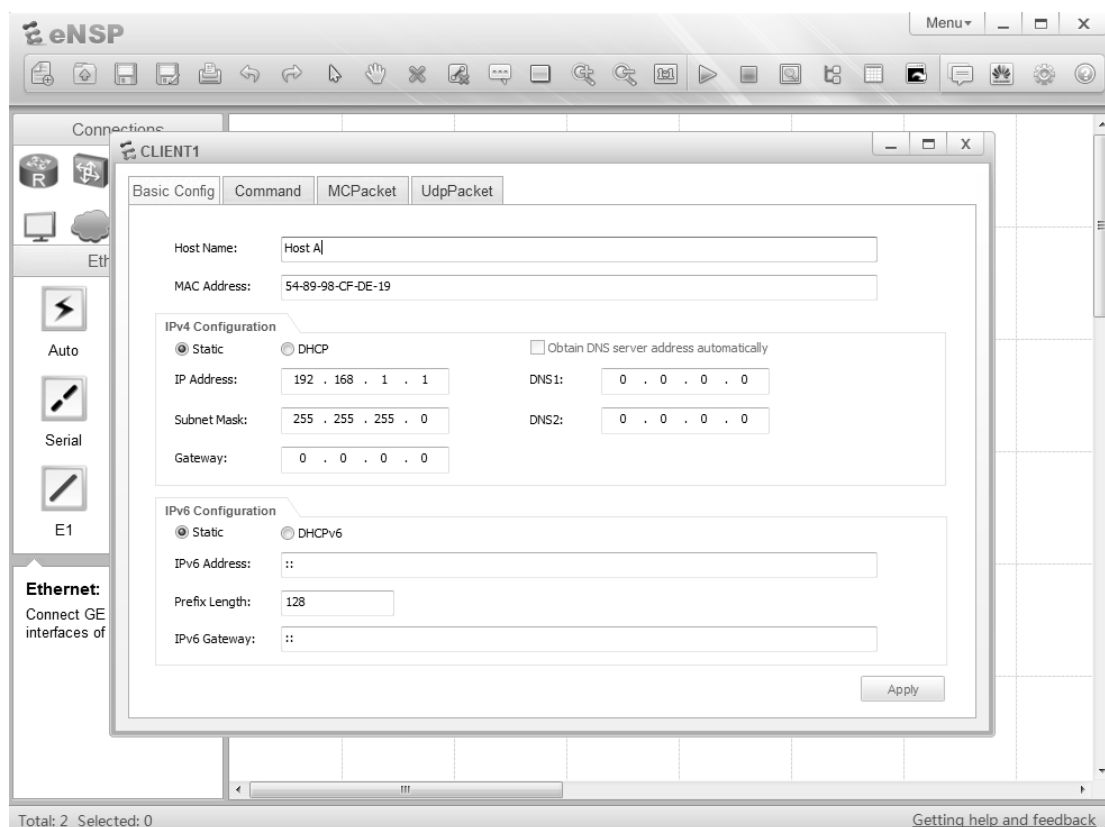 eNSP
Menu
Connections
R
CLIENT1
X
Basic Config Command MCPacket UdpPacket
Host Name: Host A
MAC Address: 54-89-98-CF-DE-19
Eth
IPv4 Configuration
Static DHCP Obtain DNS server address automatically
Auto
IP Address: 192 . 168 . 1 . 1 DNS1: 0 . 0 . 0 . 0
Subnet Mask: 255 . 255 . 255 . 0 DNS2: 0 . 0 . 0 . 0
Serial
Gateway: 0 . 0 . 0 . 0
IPv6 Configuration
Static DHCPv6
E1
IPv6 Address: ::
Ethernet:
Prefix Length: 128
Connect GE
interfaces of
IPv6 Gateway: ::
Apply
Total: 2 Selected: 0 Getting help and feedback